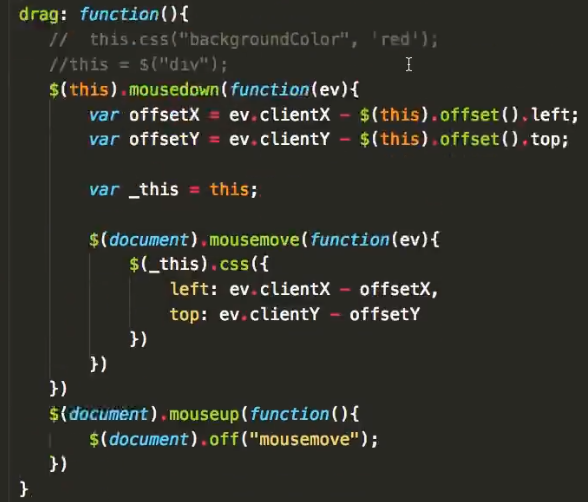 drag: function(){
//  this.css("backgroundColor", 'red');
//this = $("div");
$(this).mousedown(function(ev){
var offsetX = ev.clientX - $(this).offset().left;
var offsetY = ev.clientY - $(this).offset().top;
var _this = this;
$(document).mousemove(function(ev){
$(_this).css({
left: ev.clientX - offsetX,
top: ev.clientY - offsetY
})
})
})
$(document).mouseup(function(){
$(document).off("mousemove");
})
}